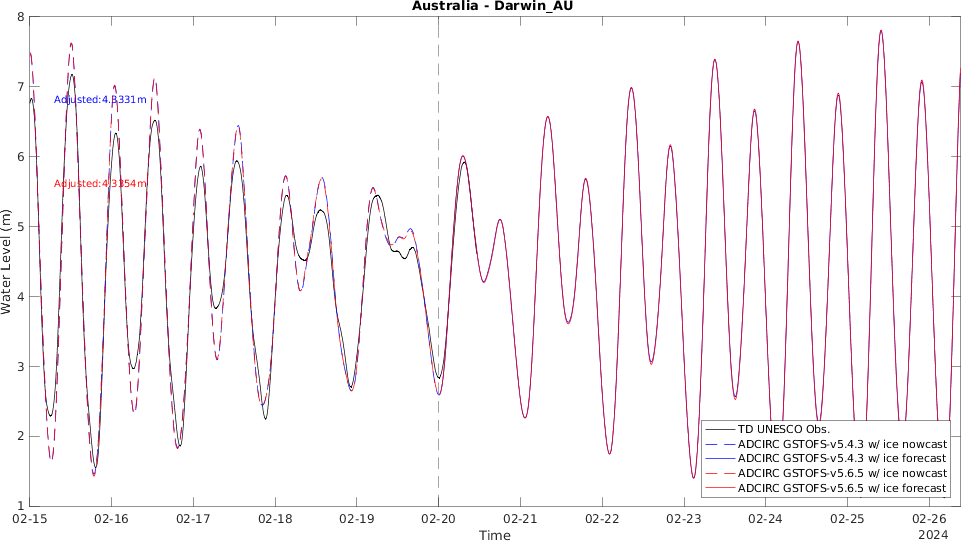 Australia - Darwin_AU
8
7
6
5
4
3
2
1
Water Level (m)
Adjusted:4.3331m
Adjusted:4.3354m
TD UNESCO Obs.
ADCIRC GSTOFS-v5.4.3 w/ ice nowcast
ADCIRC GSTOFS-v5.4.3 w/ ice forecast
ADCIRC GSTOFS-v5.6.5 w/ ice nowcast
ADCIRC GSTOFS-v5.6.5 w/ ice forecast
02-15 02-16 02-17 02-18 02-19 02-20 02-21 02-22 02-23 02-24 02-25 02-26
2024
Time